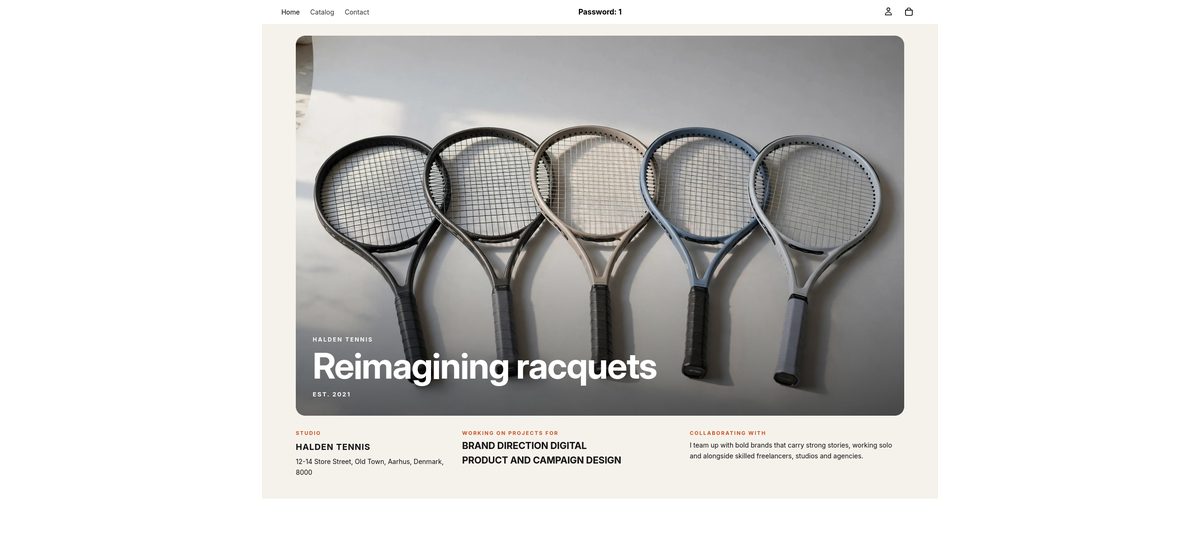 Home Catalog Contact
Password: 1
HALDEN TENNIS
Reimagining racquets
EST. 2021
STUDIO
HALDEN TENNIS
12-14 Store Street, Old Town, Aarhus, Denmark,
8000
WORKING ON PROJECTS FOR
BRAND DIRECTION DIGITAL
PRODUCT AND CAMPAIGN DESIGN
COLLABORATING WITH
I team up with bold brands that carry strong stories, working solo
and alongside skilled freelancers, studios and agencies.